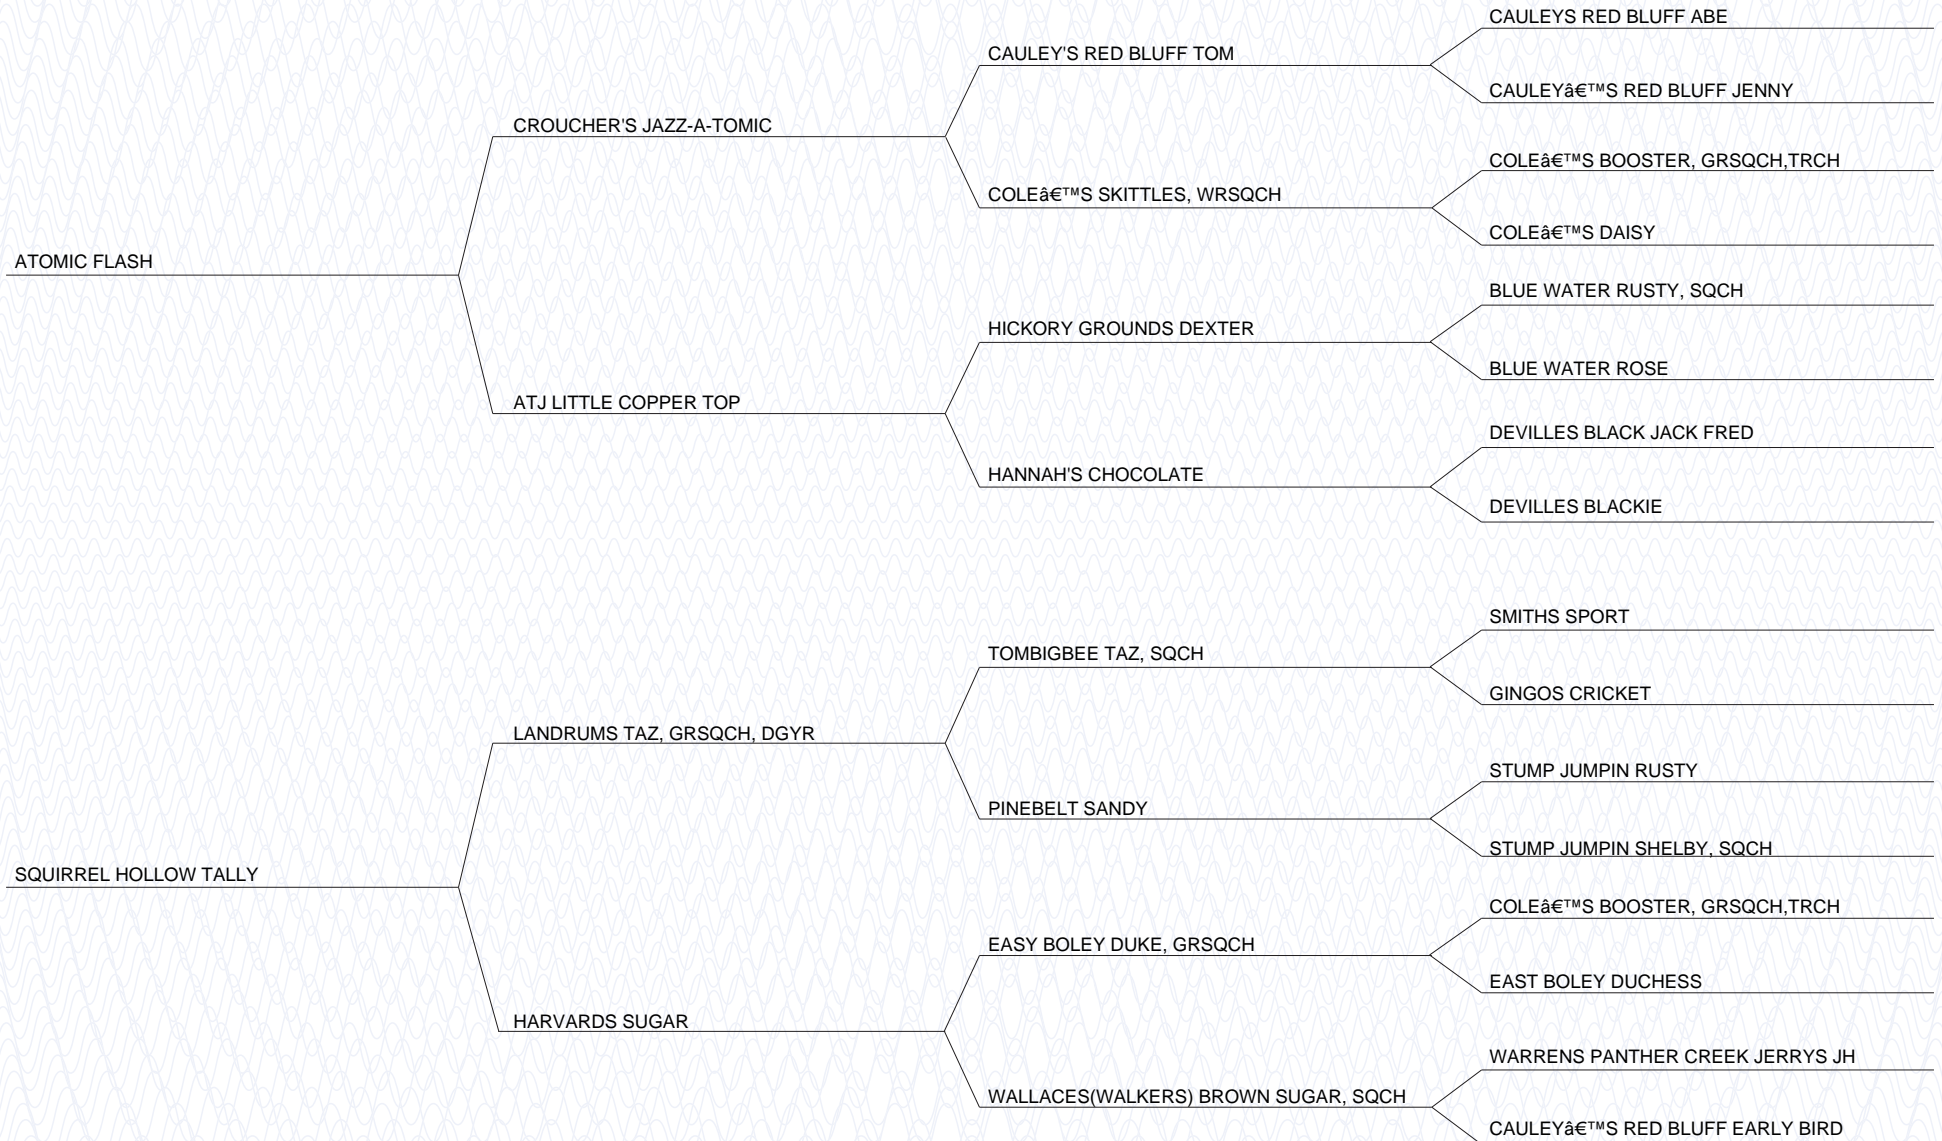 CAULEYS RED BLUFF ABE
CAULEY'S RED BLUFF TOM
CAULEYâ€™S RED BLUFF JENNY
CROUCHER'S JAZZ-A-TOMIC
COLEâ€™S BOOSTER, GRSQCH,TRCH
COLEâ€™S SKITTLES, WRSQCH
COLEâ€™S DAISY
ATOMIC FLASH
BLUE WATER RUSTY, SQCH
HICKORY GROUNDS DEXTER
BLUE WATER ROSE
ATJ LITTLE COPPER TOP
DEVILLES BLACK JACK FRED
HANNAH'S CHOCOLATE
DEVILLES BLACKIE
SMITHS SPORT
TOMBIGBEE TAZ, SQCH
GINGOS CRICKET
LANDRUMS TAZ, GRSQCH, DGYR
STUMP JUMPIN RUSTY
PINEBELT SANDY
STUMP JUMPIN SHELBY, SQCH
SQUIRREL HOLLOW TALLY
COLEâ€™S BOOSTER, GRSQCH,TRCH
EASY BOLEY DUKE, GRSQCH
EAST BOLEY DUCHESS
HARVARDS SUGAR
WARRENS PANTHER CREEK JERRYS JH
WALLACES(WALKERS) BROWN SUGAR, SQCH
CAULEYâ€™S RED BLUFF EARLY BIRD